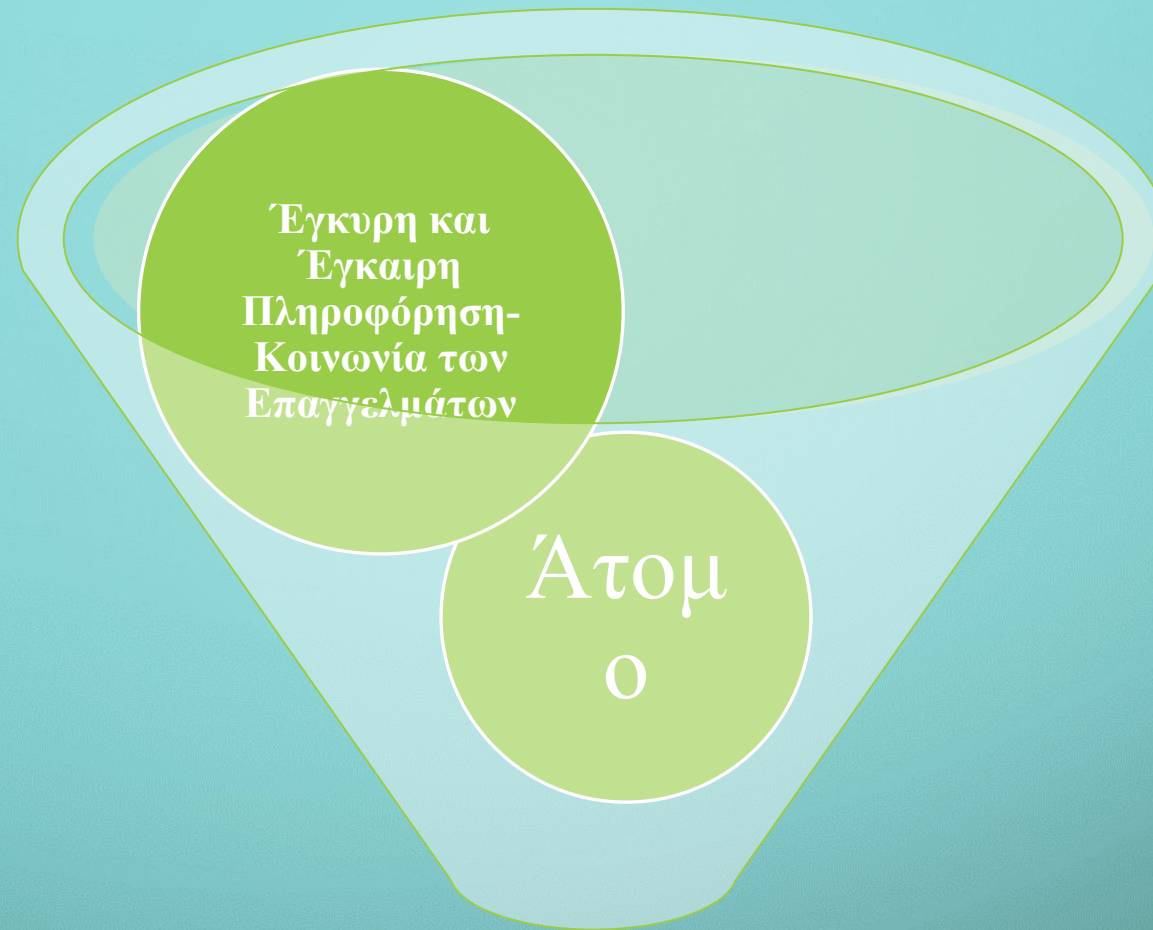 Έγκυρη και
Έγκαιρη
Πληροφόρηση-
Κοινωνία των
Επαγγελμάτων
Άτομ
ο